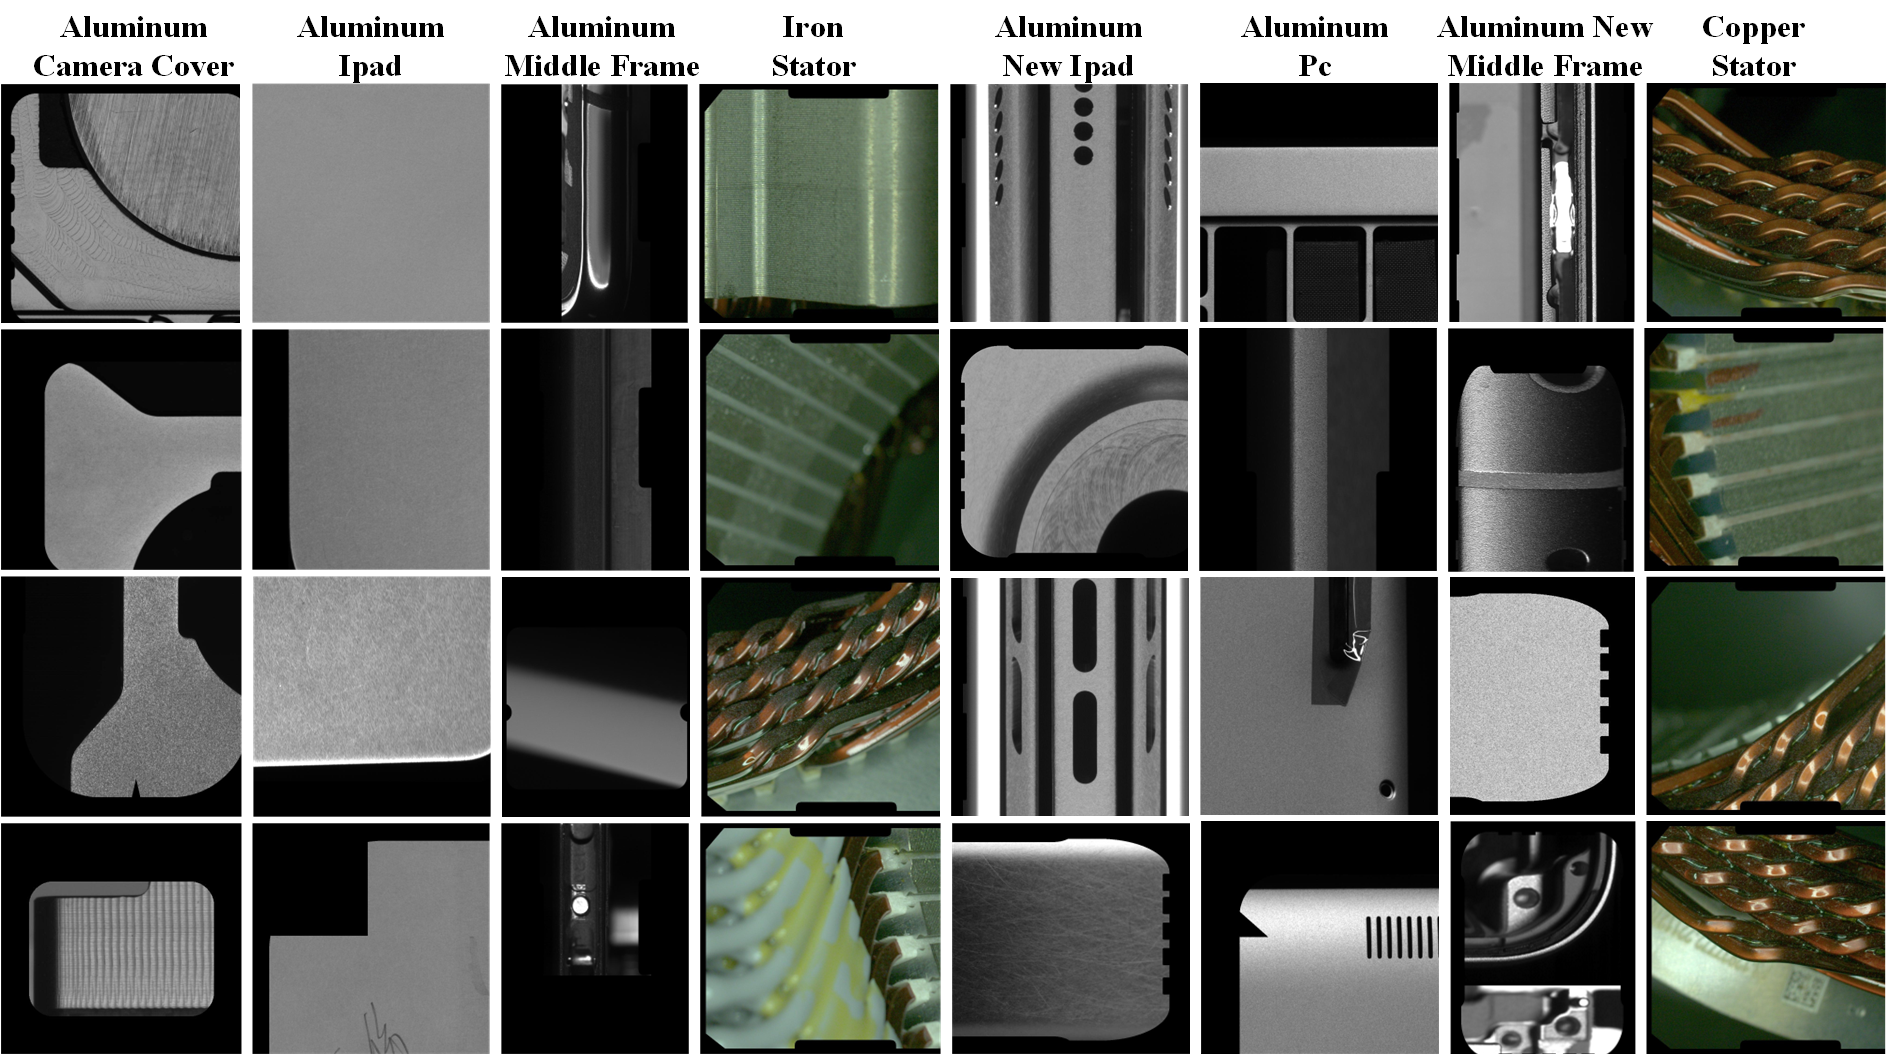 Aluminum Camera Cover
Aluminum Ipad
Aluminum Middle Frame
Iron Stator
Aluminum New Ipad
Aluminum Pc
Aluminum New Middle Frame
Copper Stator